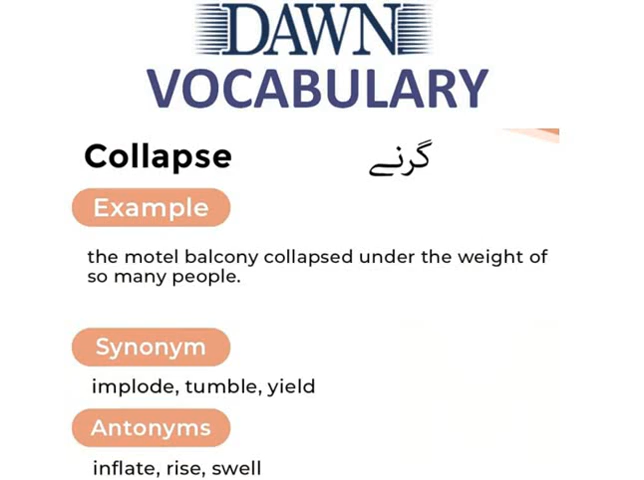 DAWN
VOCABULARY
Collapse گرنے
Example
the motel balcony collapsed under the weight of
so many people.
Synonym
implode, tumble, yield
Antonyms
inflate, rise, swell